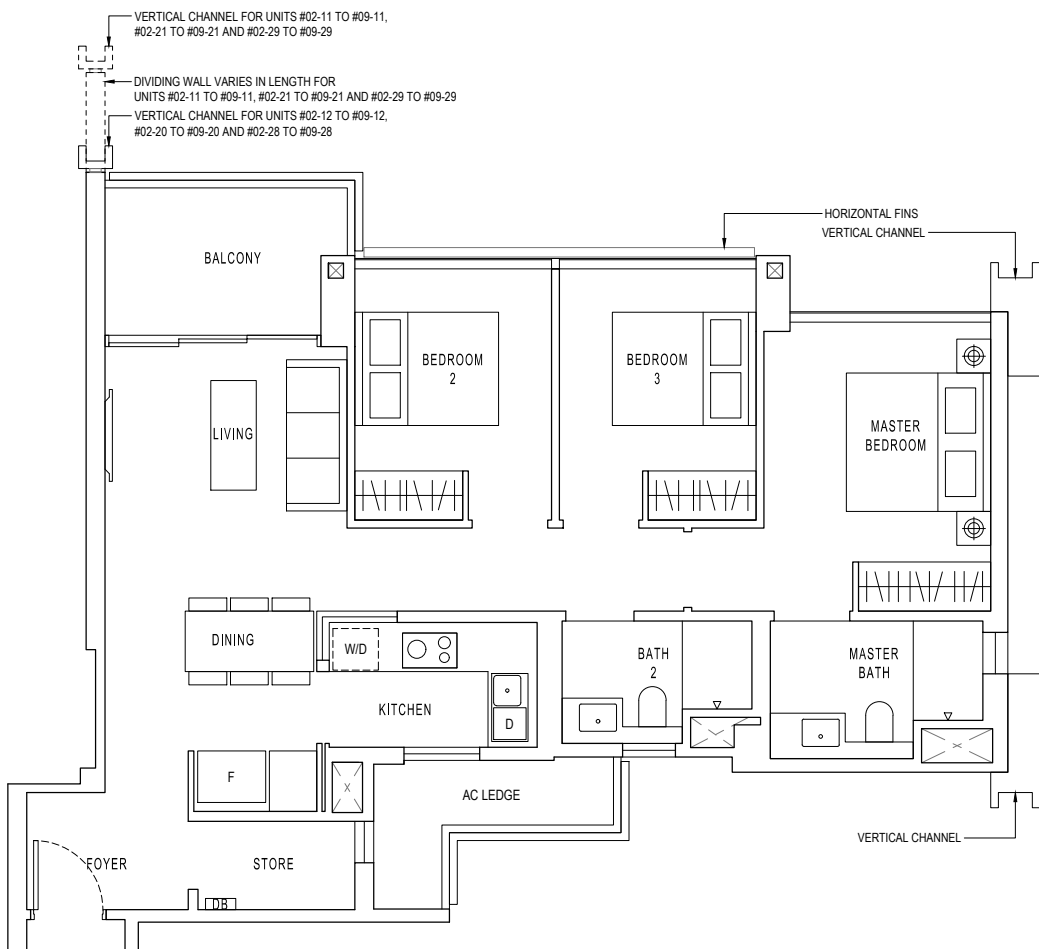 VERTICAL CHANNEL FOR UNITS #02-11 TO #09-11,
#02-21 TO #09-21 AND #02-29 TO #09-29
DIVIDING WALL VARIES IN LENGTH FOR
UNITS #02-11 TO #09-11, #02-21 TO #09-21 AND #02-29 TO #09-29
VERTICAL CHANNEL FOR UNITS #02-12 TO #09-12,
#02-20 TO #09-20 AND #02-28 TO #09-28
HORIZONTAL FINS
VERTICAL CHANNEL
BALCONY
BEDROOM
2
BEDROOM
3
LIVING
MASTER
BEDROOM
DINING
W/D
BATH
2
MASTER
BATH
KITCHEN
D
F
AC LEDGE
VERTICAL CHANNEL
FOYER
STORE
DB